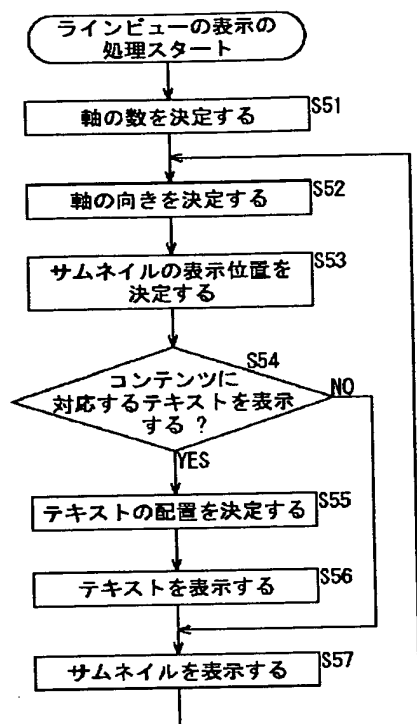 ラインビューの表示の
処理スタート
S51
軸の数を決定する
S52
軸の向きを決定する
S53
サムネイルの表示位置を
決定する
S54
コンテンツに
対応するテキストを表示
する？
NO
YES
S55
テキストの配置を決定する
S56
テキストを表示する
S57
サムネイルを表示する